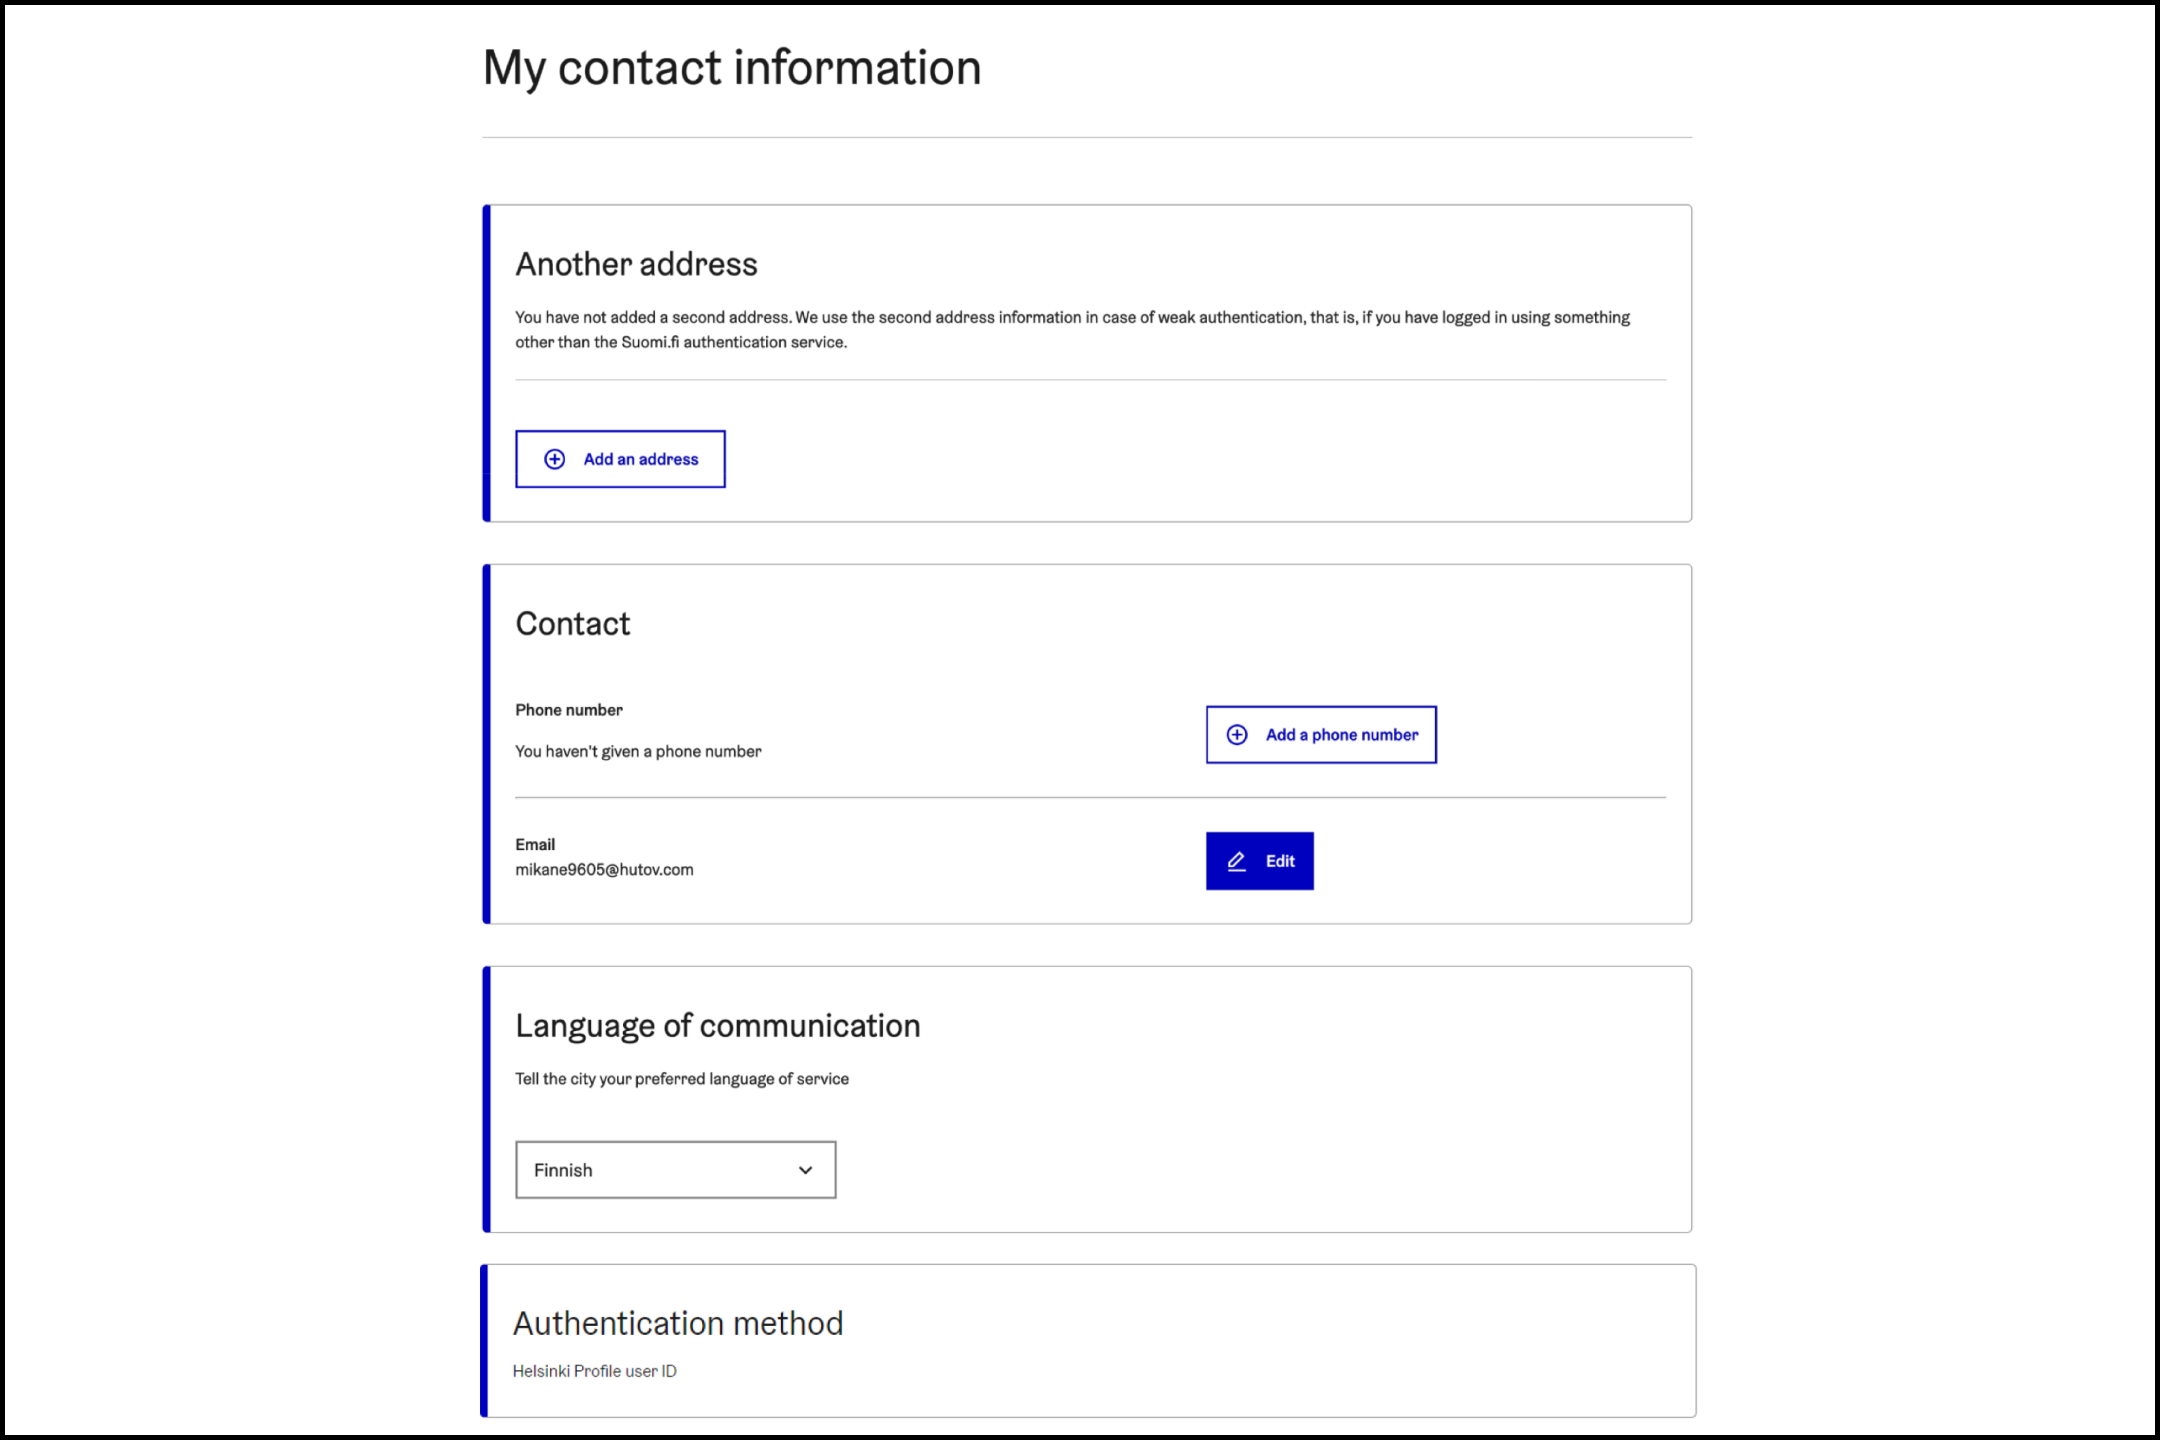 My contact information
Another address
You have not added a second address. We use the second address information in case of weak authentication, that is, if you have logged in using something
other than the Suomi.fi authentication service.
Add an address
Contact
Phone number
You haven't given a phone number
Add a phone number
Email
mikane9605@hutov.com
Edit
Language of communication
Tell the city your preferred language of service
Finnish
Authentication method
Helsinki Profile user ID